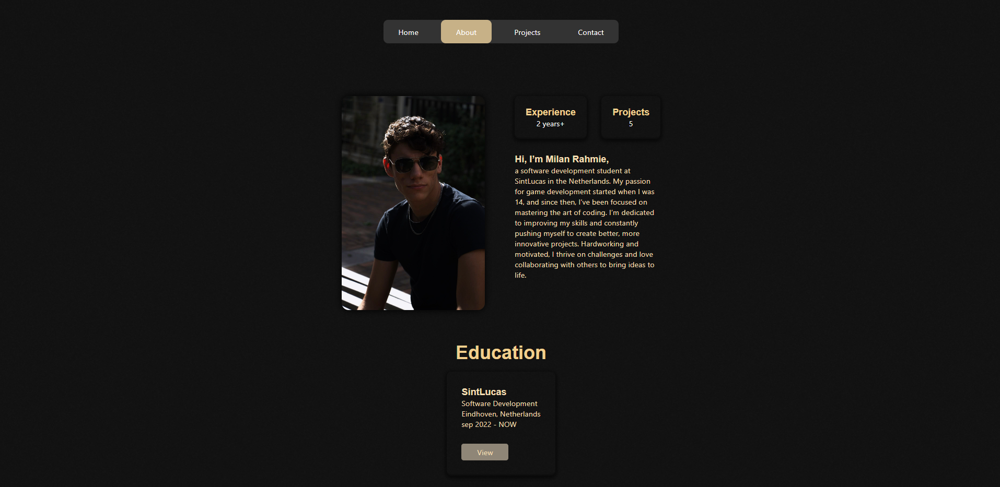 Home About Projects Contact
Experience
2 years+
Projects
5
Hi, I’m Milan Rahmie,
a software development student at
SintLucas in the Netherlands. My passion
for game development started when I was
14, and since then, I’ve been focused on
mastering the art of coding. I’m dedicated
to improving my skills and constantly
pushing myself to create better, more
innovative projects. Hardworking and
motivated, I thrive on challenges and love
collaborating with others to bring ideas to
life.
Education
SintLucas
Software Development
Eindhoven, Netherlands
sep 2022 - NOW
View